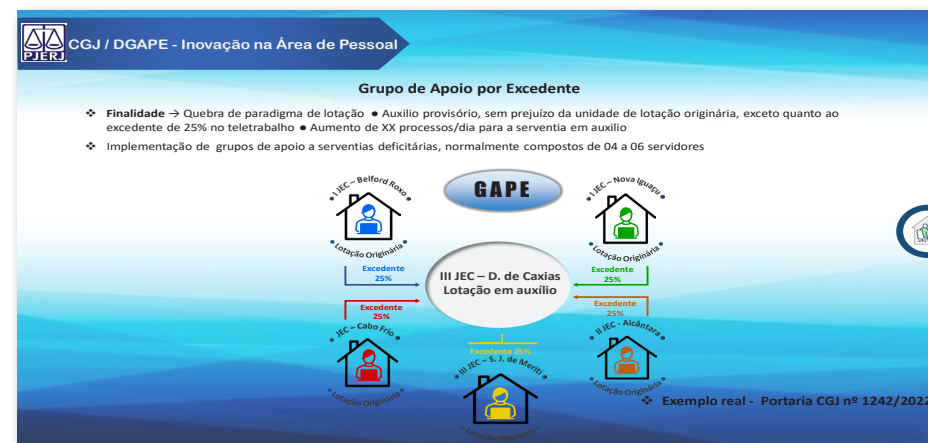 PJERJ
CGJ / DGAPE - Inovação na Área de Pessoal
Grupo de Apoio por Excedente
❖ Finalidade → Quebra de paradigma de lotação ● Auxilio provisório, sem prejuízo da unidade de lotação originária, exceto quanto ao
excedente de 25% no teletrabalho ● Aumento de XX processos/dia para a serventia em auxilio
❖ Implementação de grupos de apoio a serventias deficitárias, normalmente compostos de 04 a 06 servidores
I JEC – Belford Roxo
GAPE
I JEC – Nova Iguaçu
Lotação Originária
Lotação Originária
Excedente
25%
III JEC – D. de Caxias
Lotação em auxílio
Excedente
25%
Excedente
25%
Excedente
25%
JEC – Cabo Frio
Excedente 25%
II JEC - Alcântara
III JEC – S. J. de Meriti
Lotação Originária
Lotação Originária
Lotação Originária
❖ Exemplo real - Portaria CGJ nº 1242/2022